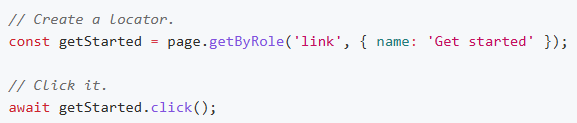 // Create a locator.
const getStarted = page.getByRole('link', { name: 'Get started' });
// Click it.
await getStarted.click();